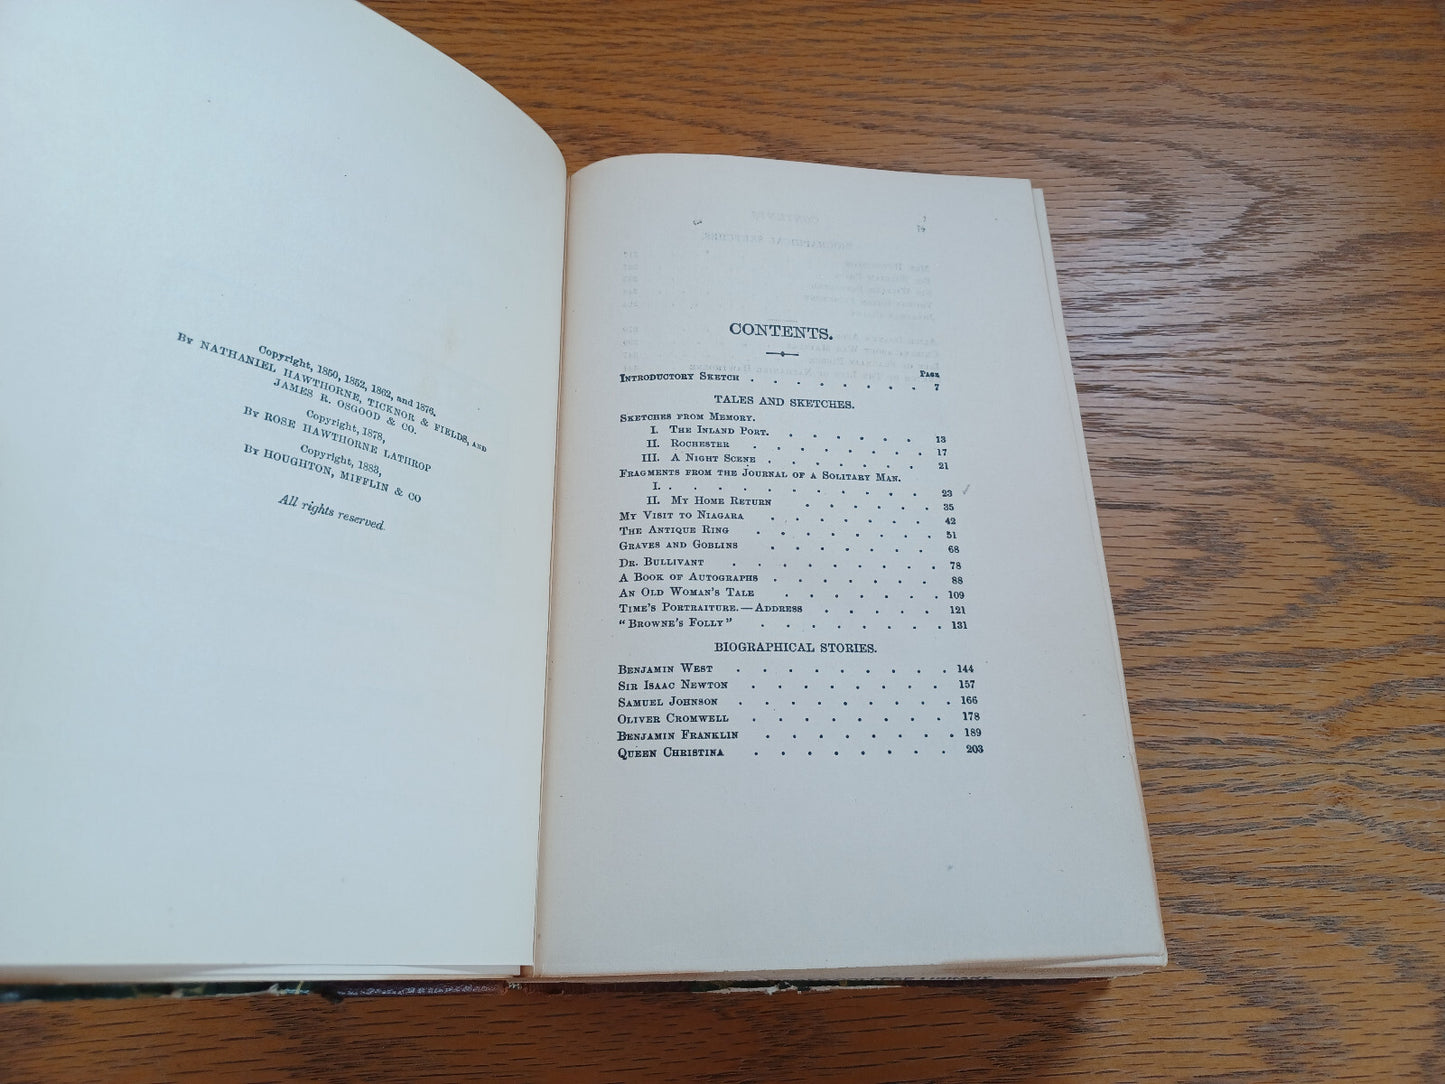 Copyright, 1850, 1852, 1862, and 1876,
By NATHANIEL HAWTHORNE, TICKNOR & FIELDS, AND
JAMES R. OSGOOD & CO.
Copyright, 1878,
By ROSE HAWTHORNE LATHROP
Copyright, 1883,
By HOUGHTON, MIFFLIN & CO
All rights reserved.
CONTENTS.
PAGE
INTRODUCTORY SKETCH . . . . . . . . 7
TALES AND SKETCHES.
SKETCHES FROM MEMORY.
I. THE INLAND PORT. . . . . . . . 13
II. ROCHESTER . . . . . . . . 17
III. A NIGHT SCENE . . . . . . . 21
FRAGMENTS FROM THE JOURNAL OF A SOLITARY MAN.
I. . . . . . . . . . . . . 23
II. MY HOME RETURN . . . . . . 35
MY VISIT TO NIAGARA . . . . . . . 42
THE ANTIQUE RING . . . . . . . . 51
GRAVES AND GOBLINS . . . . . . . 68
DR. BULLIVANT . . . . . . . . 78
A BOOK OF AUTOGRAPHS . . . . . . . 88
AN OLD WOMAN'S TALE . . . . . . . 109
TIME'S PORTRAITURE.—ADDRESS . . . . . . 121
"BROWNE'S FOLLY" . . . . . . . . 131
BIOGRAPHICAL STORIES.
BENJAMIN WEST . . . . . . . . . 144
SIR ISAAC NEWTON . . . . . . . . 157
SAMUEL JOHNSON . . . . . . . . . 166
OLIVER CROMWELL . . . . . . . . 178
BENJAMIN FRANKLIN . . . . . . . . 189
QUEEN CHRISTINA . . . . . . . . 203